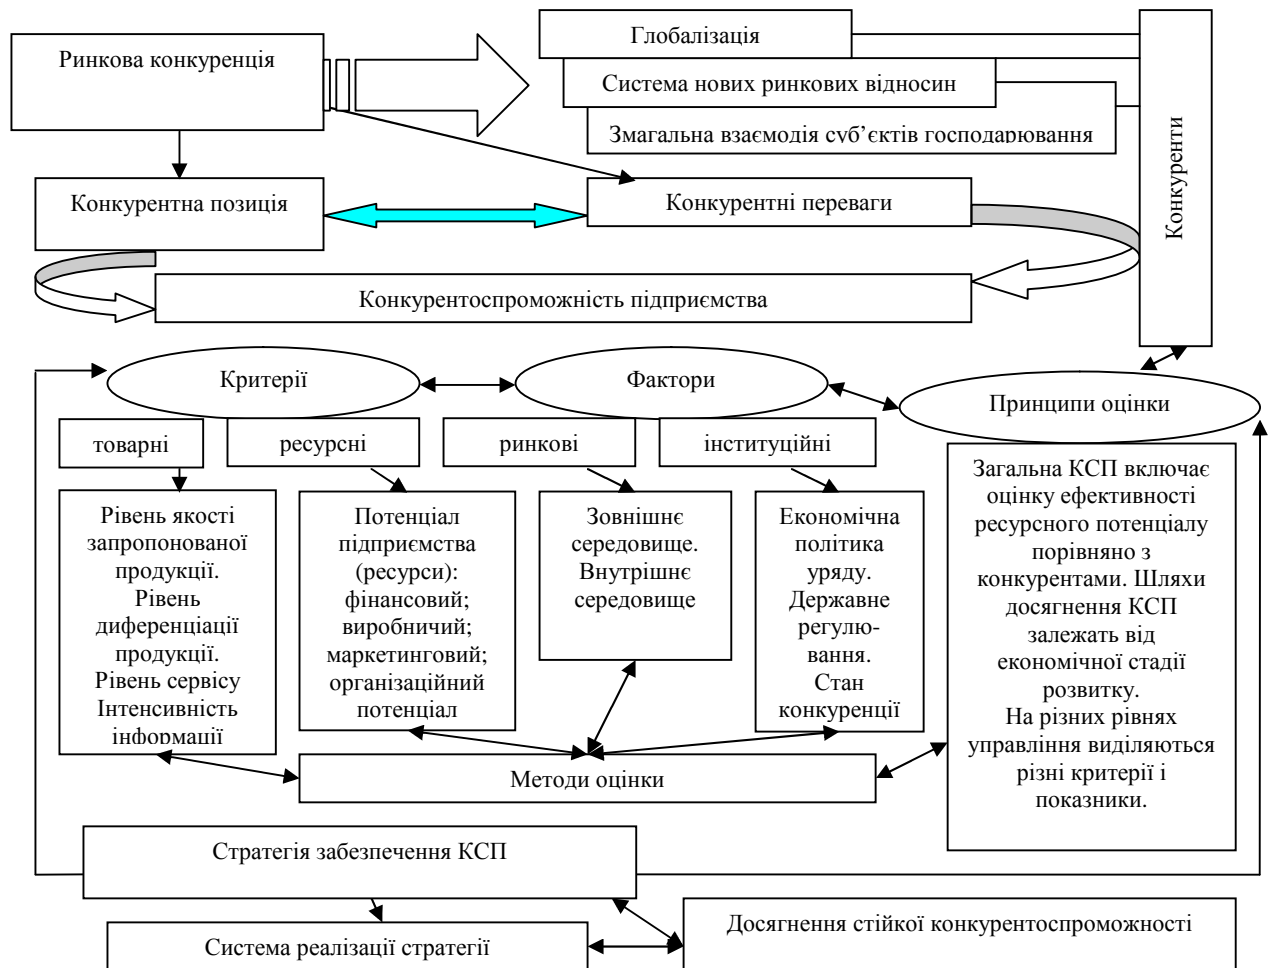 Ринкова конкуренція
Глобалізація
Система нових ринкових відносин
Змагальна взаємодія суб’єктів господарювання
Конкуренти
Конкурентна позиція
Конкурентні переваги
Конкурентоспроможність підприємства
Критерії
Фактори
Принципи оцінки
товарні
ресурсні
ринкові
інституційні
Рівень якості
запропонованої
продукції.
Рівень
диференціації
продукції.
Рівень сервісу
Інтенсивність
інформації
Потенціал
підприємства
(ресурси):
фінансовий;
виробничий;
маркетинговий;
організаційний
потенціал
Зовнішнє
середовище.
Внутрішнє
середовище
Економічна
політика
уряду.
Державне
регулю-
вання.
Стан
конкуренції
Загальна КСП включає
оцінку ефективності
ресурсного потенціалу
порівняно з
конкурентами. Шляхи
досягнення КСП
залежать від
економічної стадії
розвитку.
На різних рівнях
управління виділяються
різні критерії і
показники.
Методи оцінки
Стратегія забезпечення КСП
Система реалізації стратегії
Досягнення стійкої конкурентоспроможності